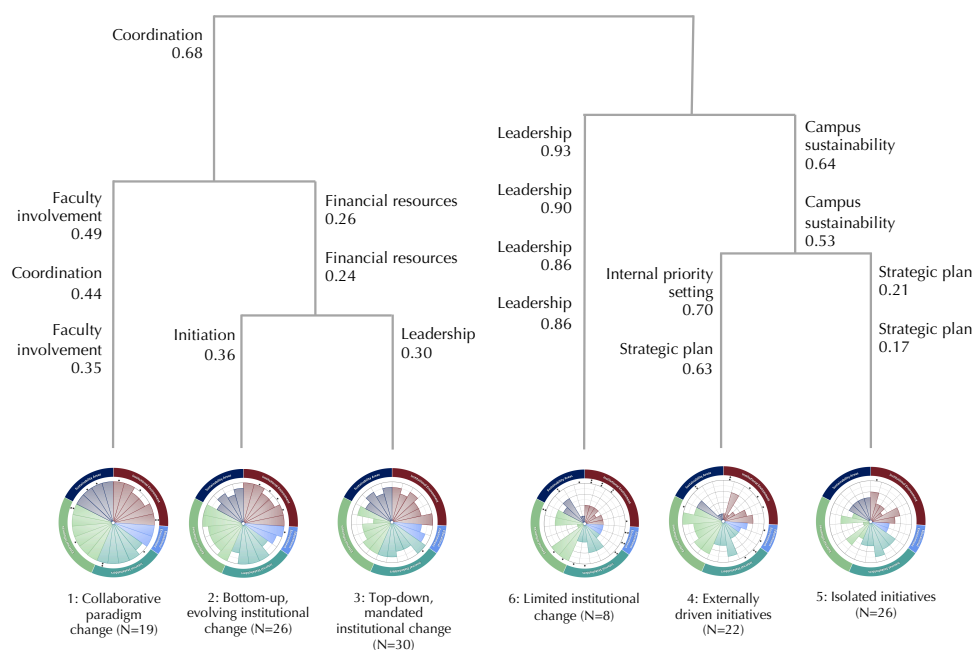 Coordination
0.68
Leadership
0.93
Campus
sustainability
0.64
Faculty
involvement
0.49
Financial resources
0.26
Leadership
0.90
Campus
sustainability
0.53
Coordination
0.44
Financial resources
0.24
Leadership
0.86
Internal priority
setting
0.70
Strategic plan
0.21
Faculty
involvement
0.35
Initiation
0.36
Leadership
0.30
Leadership
0.86
Strategic plan
0.63
Strategic plan
0.17
1: Collaborative
paradigm
change (N=19)
2: Bottom-up,
evolving institutional
change (N=26)
3: Top-down,
mandated
institutional change
(N=30)
6: Limited institutional
change (N=8)
4: Externally
driven initiatives
(N=22)
5: Isolated initiatives
(N=26)